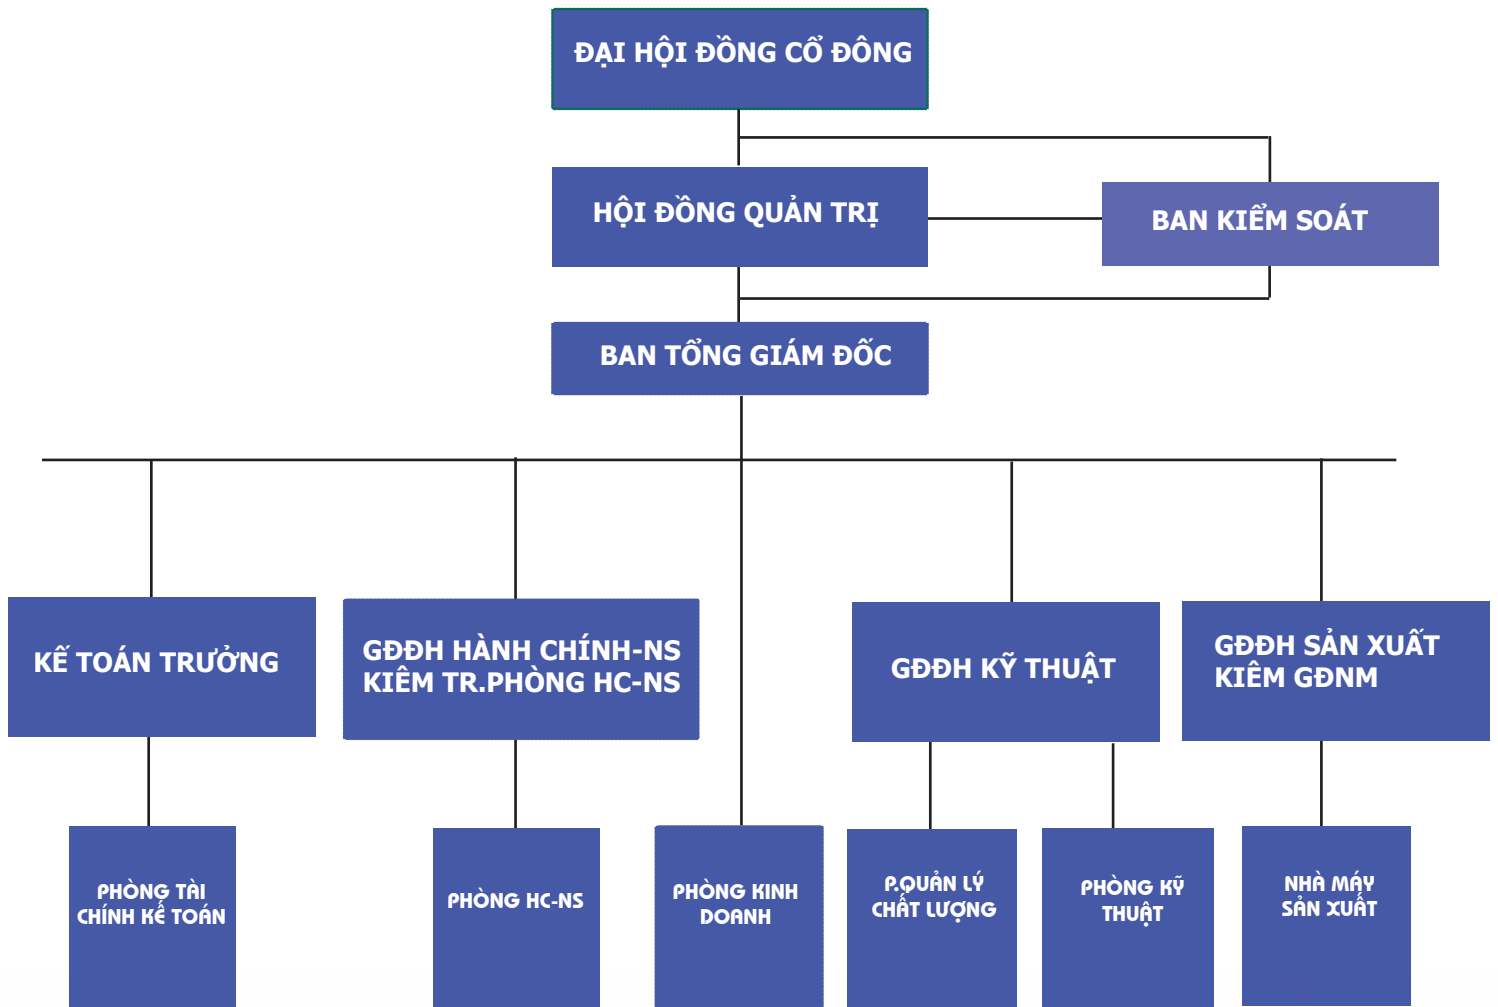 ĐẠI HỘI ĐỒNG CỔ ĐÔNG
HỘI ĐỒNG QUẢN TRỊ
BAN KIỂM SOÁT
BAN TỔNG GIÁM ĐỐC
KẾ TOÁN TRƯỞNG
GĐĐH HÀNH CHÍNH-NS
KIÊM TR.PHÒNG HC-NS
GĐĐH KỸ THUẬT
GĐĐH SẢN XUẤT
KIÊM GĐNM
PHÒNG TÀI
CHÍNH KẾ TOÁN
PHÒNG HC-NS
PHÒNG KINH
DOANH
P.QUẢN LÝ
CHẤT LƯỢNG
PHÒNG KỸ
THUẬT
NHÀ MÁY
SẢN XUẤT